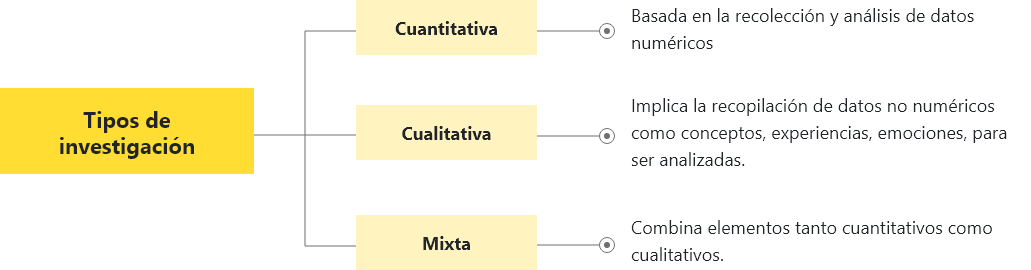 Tipos de
investigación
Cuantitativa
Basada en la recolección y análisis de datos
numéricos
Cualitativa
Implica la recopilación de datos no numéricos
como conceptos, experiencias, emociones, para
ser analizadas.
Mixta
Combina elementos tanto cuantitativos como
cualitativos.